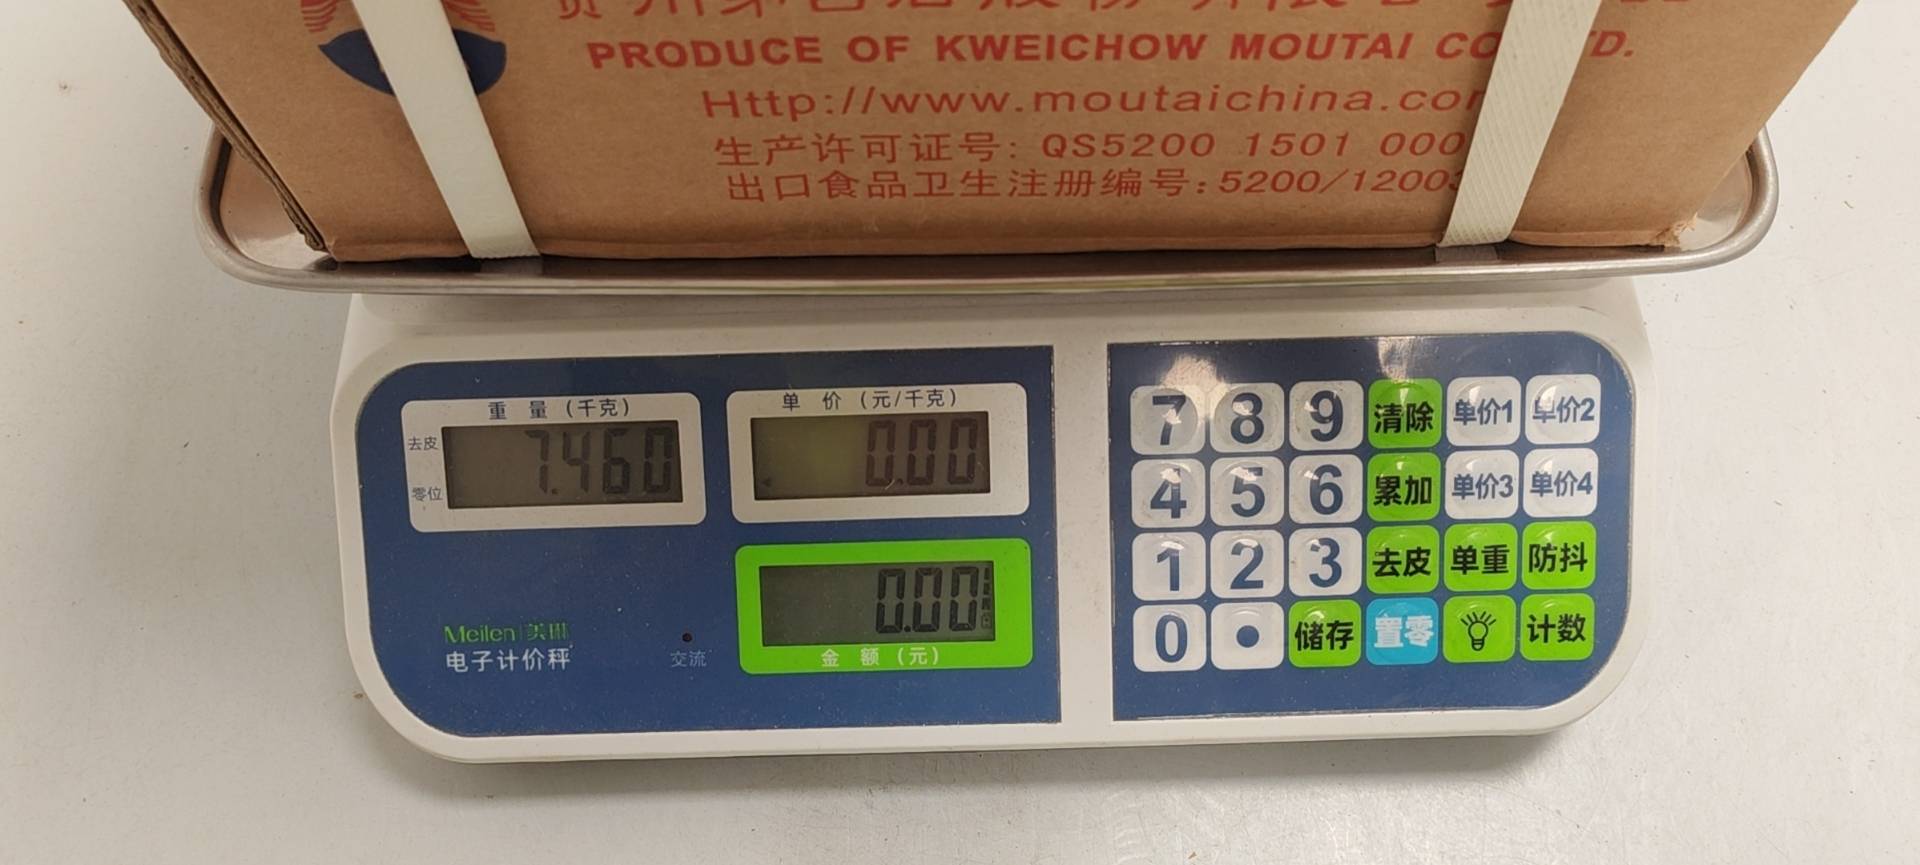 PRODUCE OF KWEICHOW MOUTAI CO TD.
Http://www.moutaichina.co
生产许可证号: QS5200 1501 000
出口食品卫生注册编号:5200/1200
重 量 (千克)
去皮
7.460
零位
单 价 (元/千克)
0.00
0.00
金 额 (元)
Meilen 美琳
电子计价秤
交流
7 8 9 清除 单价1 单价2
4 5 6 累加 单价3 单价4
1 2 3 去皮 单重 防抖
0 • 储存 置零 计数